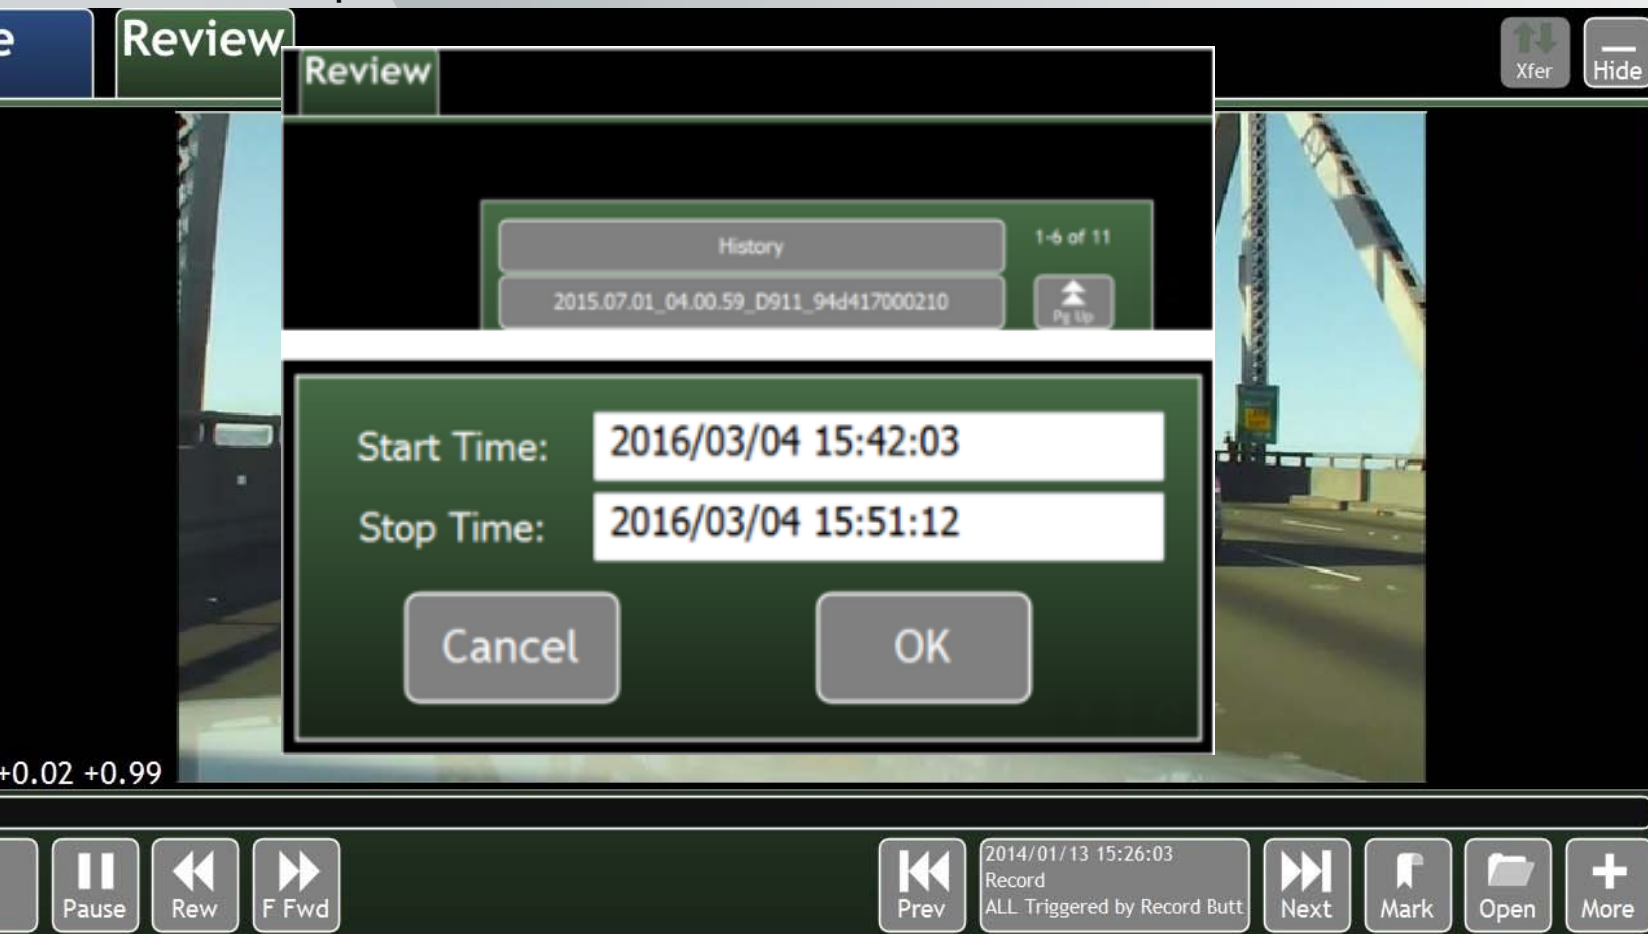 Review
Xfer
Hide
Review
History
1-6 of 11
2015.07.01_04.00.59_D911_94d417000210
Pg Up
Start Time: 2016/03/04 15:42:03
Stop Time: 2016/03/04 15:51:12
Cancel
OK
+0.02 +0.99
Pause
Rew
F Fwd
Prev
2014/01/13 15:26:03
Record
ALL Triggered by Record Butt
Next
Mark
Open
More